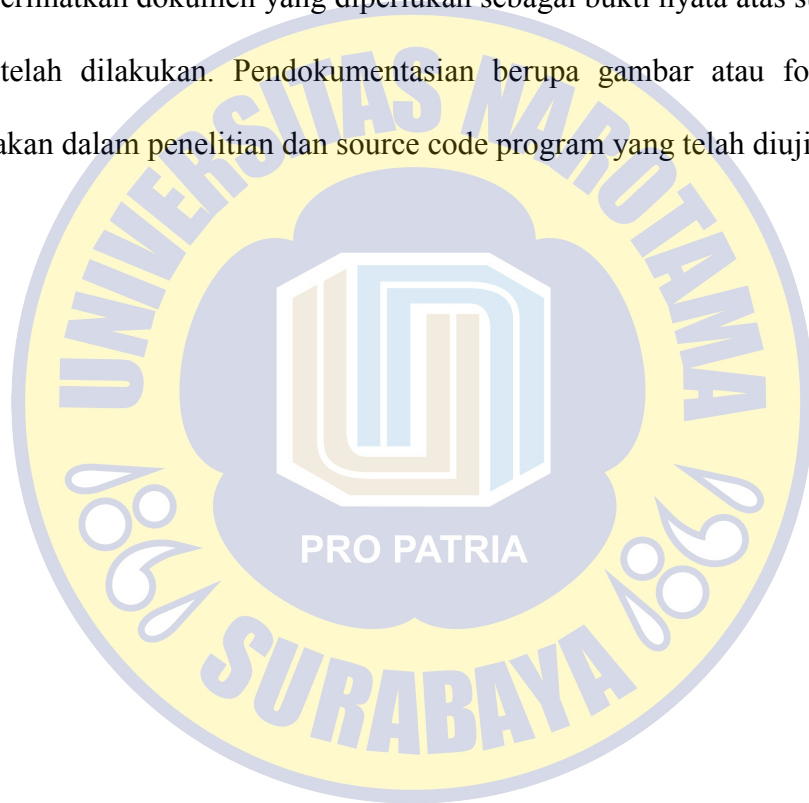 dokumen yang diperlukan sebagai bukti nyata atas
telah dilakukan. Pendokumentasian berupa gambar atau fo
akan dalam penelitian dan source code program yang telah diuji
UNIVERSITAS NAROTAMA
PRO PATRIA
SURABAYA